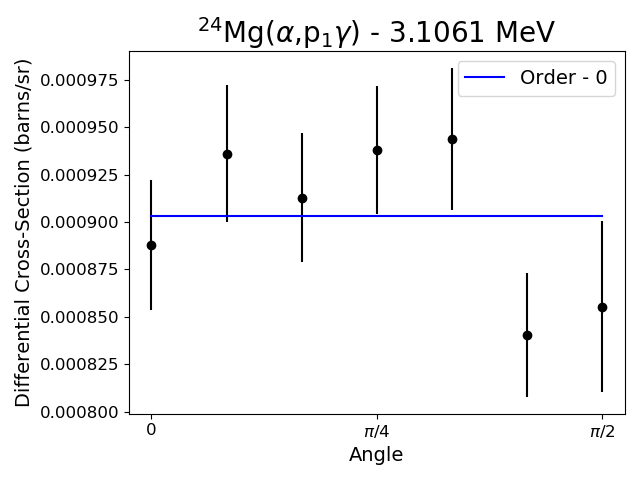 ²⁴Mg(α,p₁γ) - 3.1061 MeV
Order - 0
Differential Cross-Section (barns/sr)
0.000975
0.000950
0.000925
0.000900
0.000875
0.000850
0.000825
0.000800
0
π/4
π/2
Angle